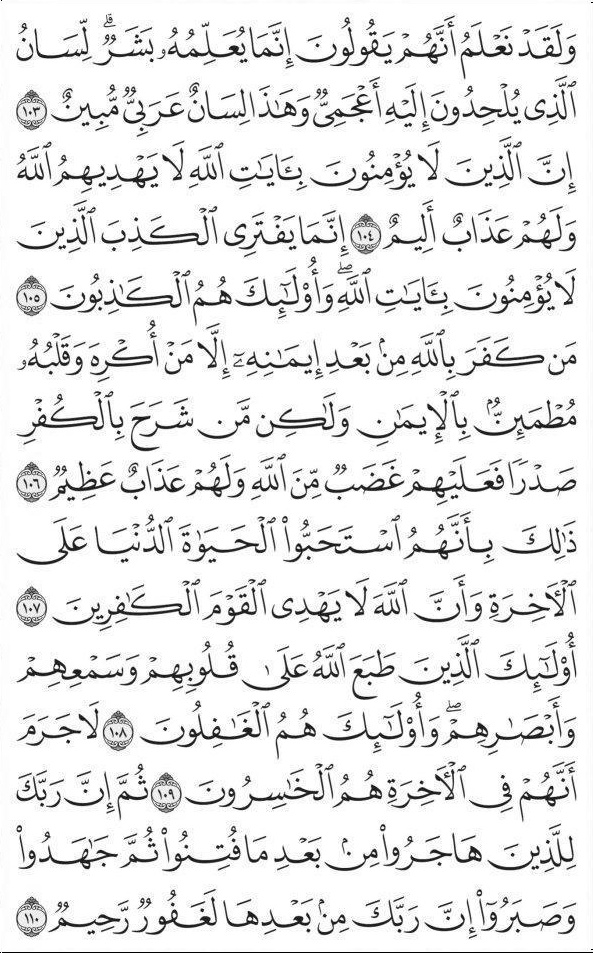 وَلَقَدۡ نَعۡلَمُ أَنَّهُمۡ يَقُولُونَ إِنَّمَا يُعَلِّمُهُۥ بَشَرٞۗ لِّسَانُ
ٱلَّذِي يُلۡحِدُونَ إِلَيۡهِ أَعۡجَمِيّٞ وَهَٰذَا لِسَانٌ عَرَبِيّٞ مُّبِينٌ ١٠٣
إِنَّ ٱلَّذِينَ لَا يُؤۡمِنُونَ بِـَٔايَٰتِ ٱللَّهِ لَا يَهۡدِيهِمُ ٱللَّهُ
وَلَهُمۡ عَذَابٌ أَلِيمٌ ١٠٤ إِنَّمَا يَفۡتَرِي ٱلۡكَذِبَ ٱلَّذِينَ
لَا يُؤۡمِنُونَ بِـَٔايَٰتِ ٱللَّهِۖ وَأُوْلَٰٓئِكَ هُمُ ٱلۡكَٰذِبُونَ ١٠٥
مَن كَفَرَ بِٱللَّهِ مِنۢ بَعۡدِ إِيمَٰنِهِۦٓ إِلَّا مَنۡ أُكۡرِهَ وَقَلۡبُهُۥ
مُطۡمَئِنُّۢ بِٱلۡإِيمَٰنِ وَلَٰكِن مَّن شَرَحَ بِٱلۡكُفۡرِ
صَدۡرٗا فَعَلَيۡهِمۡ غَضَبٞ مِّنَ ٱللَّهِ وَلَهُمۡ عَذَابٌ عَظِيمٞ ١٠٦
ذَٰلِكَ بِأَنَّهُمُ ٱسۡتَحَبُّواْ ٱلۡحَيَوٰةَ ٱلدُّنۡيَا عَلَى
ٱلۡأٓخِرَةِ وَأَنَّ ٱللَّهَ لَا يَهۡدِي ٱلۡقَوۡمَ ٱلۡكَٰفِرِينَ ١٠٧
أُوْلَٰٓئِكَ ٱلَّذِينَ طَبَعَ ٱللَّهُ عَلَىٰ قُلُوبِهِمۡ وَسَمۡعِهِمۡ
وَأَبۡصَٰرِهِمۡۖ وَأُوْلَٰٓئِكَ هُمُ ٱلۡغَٰفِلُونَ ١٠٨ لَا جَرَمَ
أَنَّهُمۡ فِي ٱلۡأٓخِرَةِ هُمُ ٱلۡخَٰسِرُونَ ١٠٩ ثُمَّ إِنَّ رَبَّكَ
لِلَّذِينَ هَاجَرُواْ مِنۢ بَعۡدِ مَا فُتِنُواْ ثُمَّ جَٰهَدُواْ
وَصَبَرُوٓاْ إِنَّ رَبَّكَ مِنۢ بَعۡدِهَا لَغَفُورٞ رَّحِيمٞ ١١٠